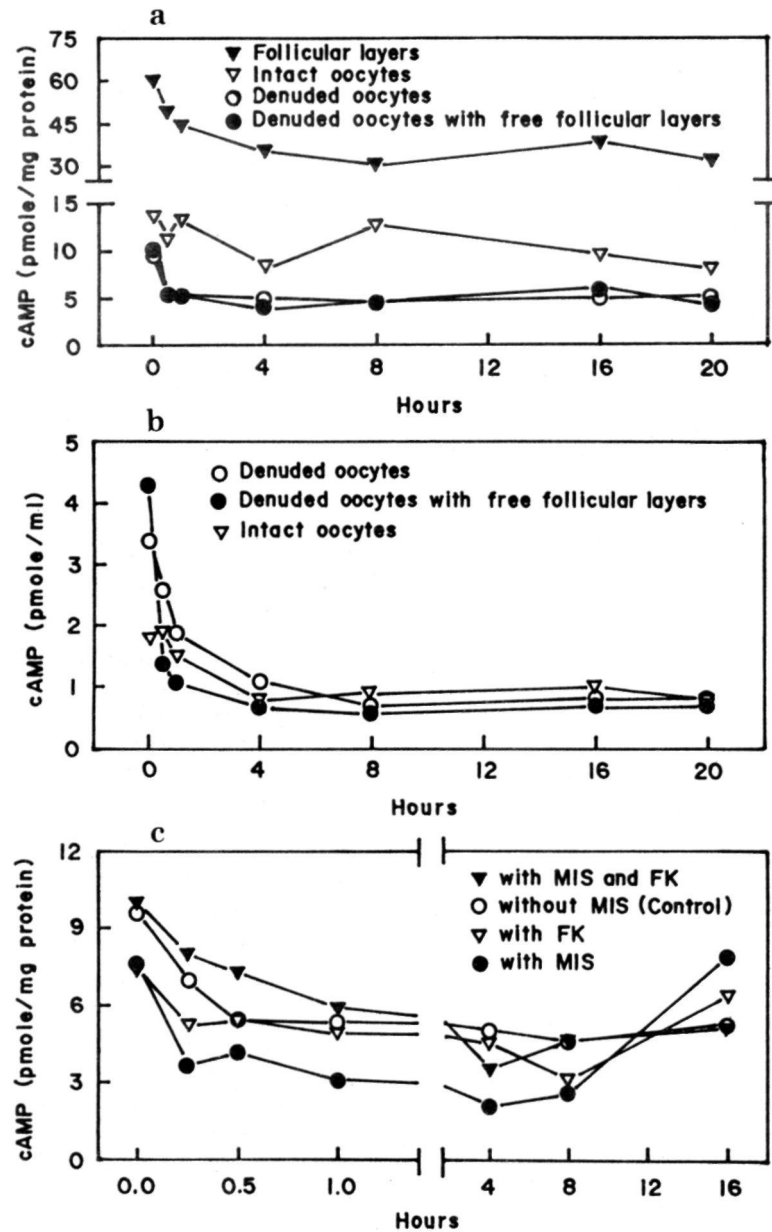 a
75
60
45
30
15
10
5
0
cAMP (pmole/mg protein)
Follicular layers
Intact oocytes
Denuded oocytes
Denuded oocytes with free follicular layers
0 4 8 12 16 20
Hours
b
5
4
3
2
1
0
cAMP (pmole/ml)
Denuded oocytes
Denuded oocytes with free follicular layers
Intact oocytes
0 4 8 12 16 20
Hours
c
12
9
6
3
0
cAMP (pmole/mg protein)
with MIS and FK
without MIS (Control)
with FK
with MIS
0.0 0.5 1.0 4 8 12 16
Hours